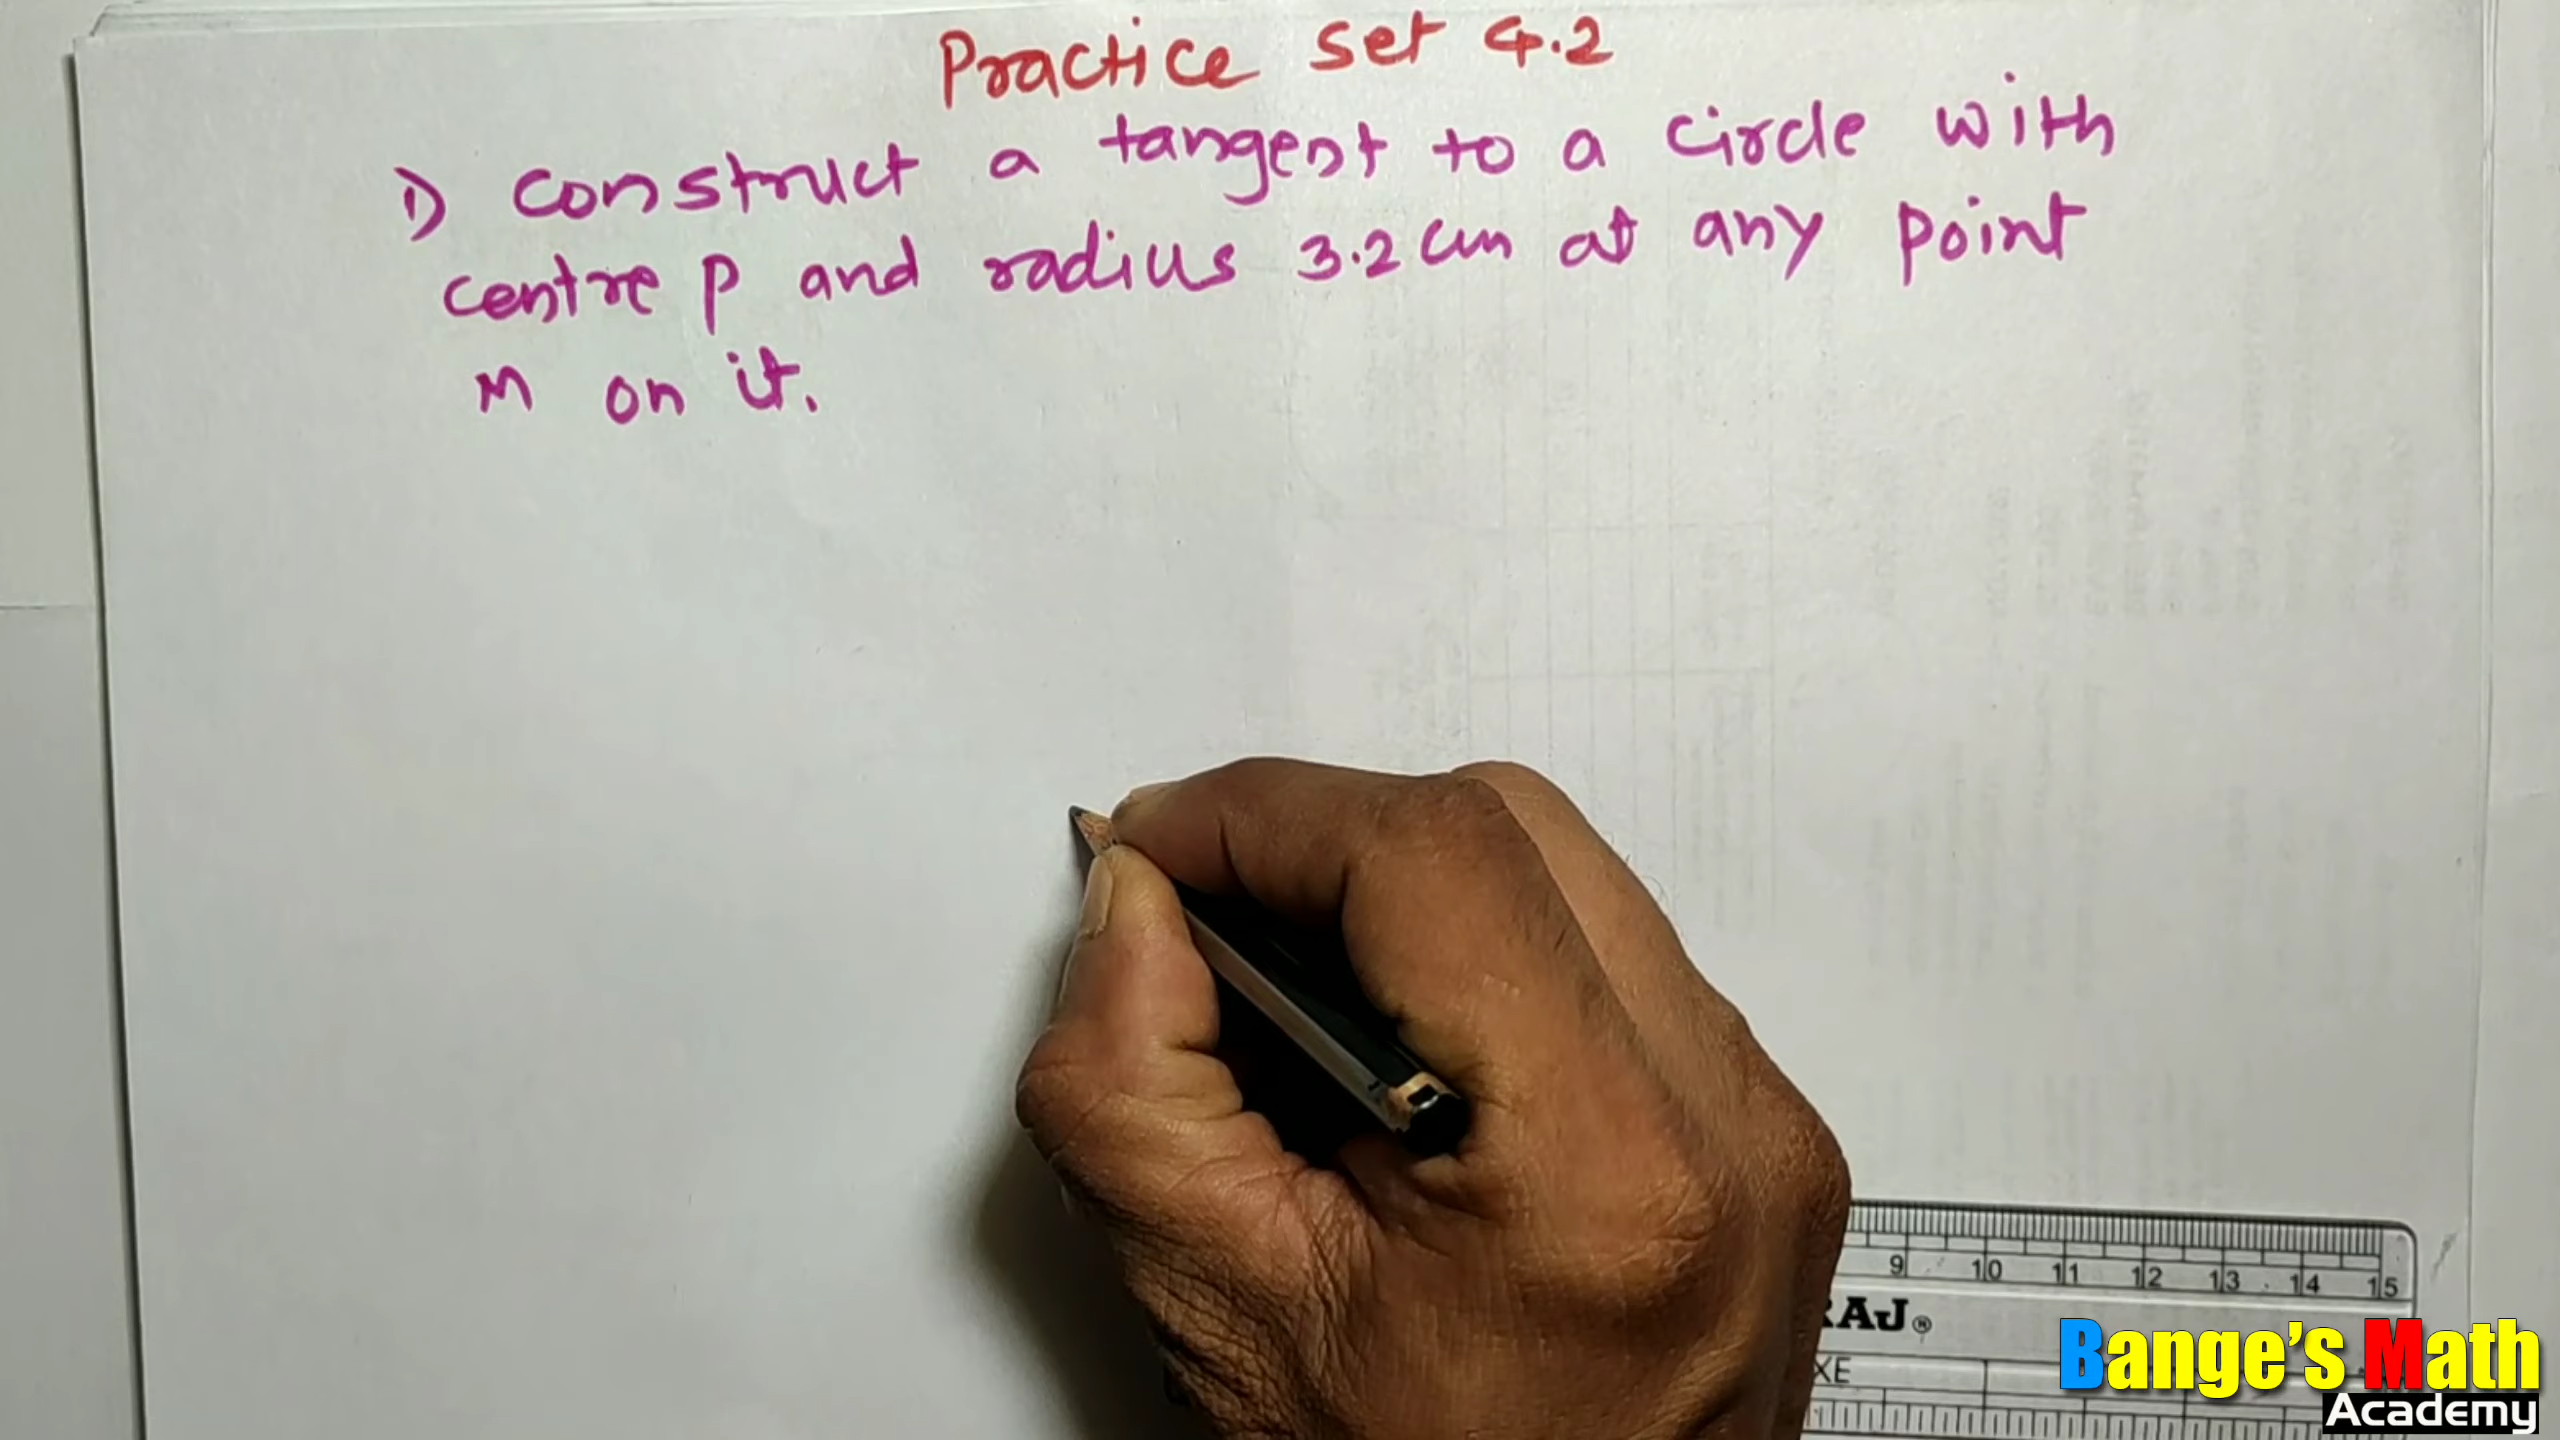 Practice set 4.2
1) construct a tangent to a circle with
centre P and radius 3.2 cm at any point
M on it.
9 10 11 12 13 14 15
RAJ®
XE
Bange's Math
Academy